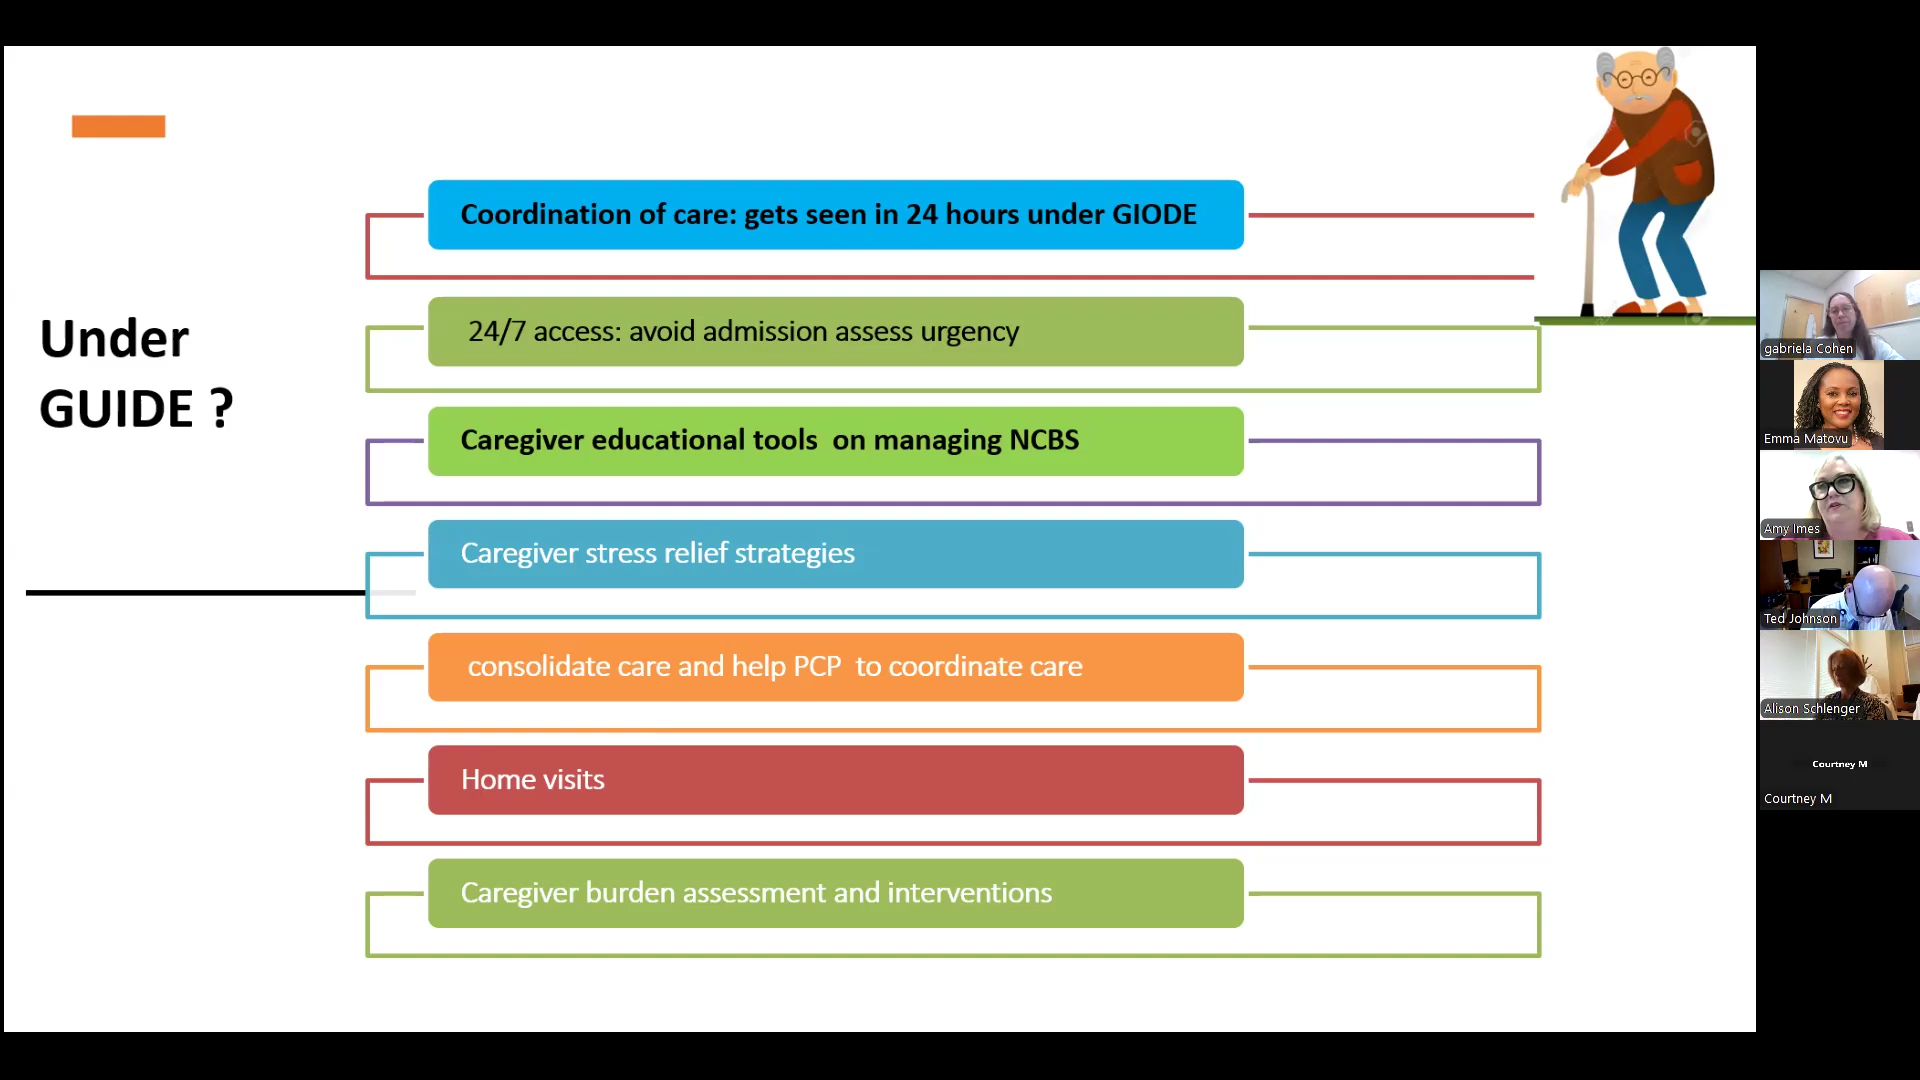 Under
GUIDE ?
Coordination of care: gets seen in 24 hours under GIODE
24/7 access: avoid admission assess urgency
Caregiver educational tools  on managing NCBS
Caregiver stress relief strategies
consolidate care and help PCP  to coordinate care
Home visits
Caregiver burden assessment and interventions
gabriela Cohen
Emma Matovu
Amy Imes
Ted Johnson
Alison Schlenger
Courtney M
Courtney M